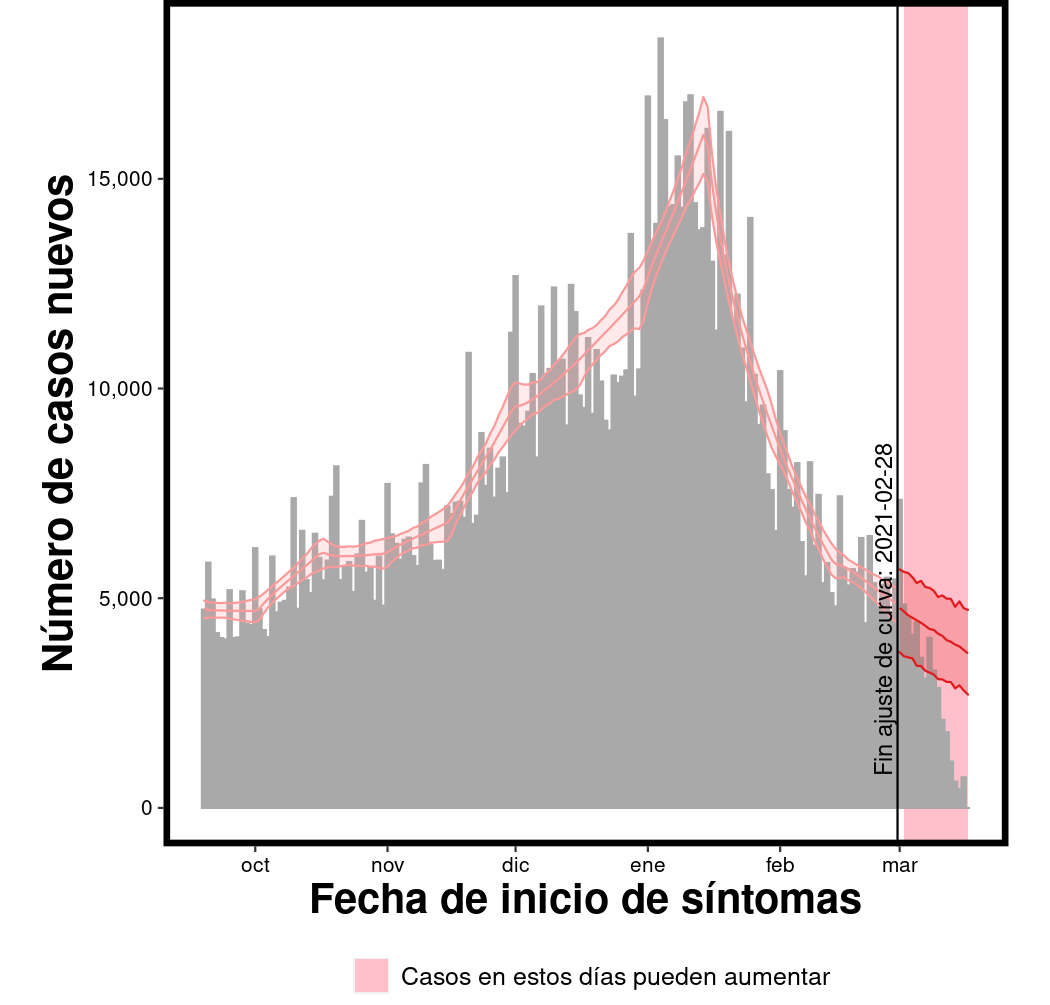 Número de casos nuevos
15,000
10,000
5,000
0
Fin ajuste de curva: 2021-02-28
oct nov dic ene feb mar
Fecha de inicio de síntomas
Casos en estos días pueden aumentar